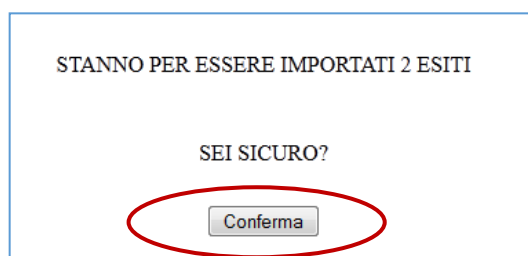 STANNO PER ESSERE IMPORTATI 2 ESITI
SEI SICURO?
Conferma